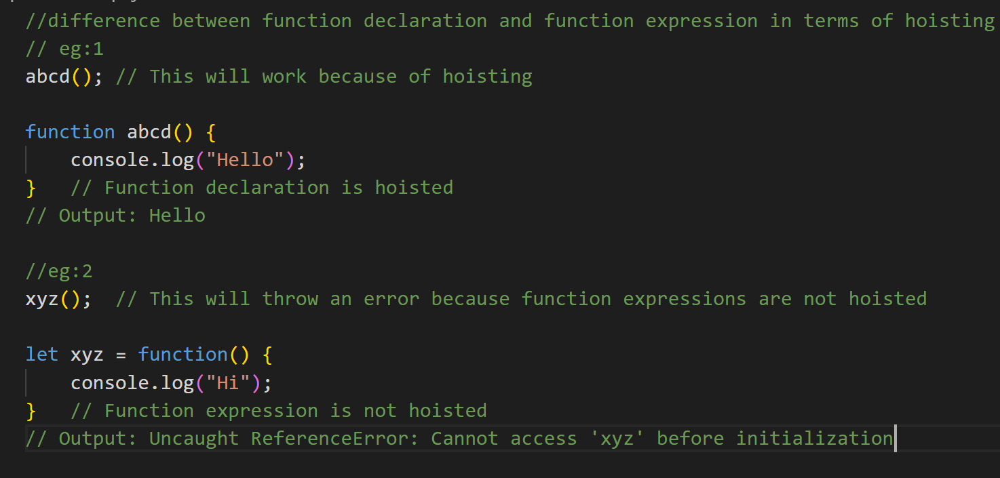 //difference between function declaration and function expression in terms of hoisting
// eg:1
abcd(); // This will work because of hoisting
function abcd() {
    console.log("Hello");
}   // Function declaration is hoisted
// Output: Hello
//eg:2
xyz();  // This will throw an error because function expressions are not hoisted
let xyz = function() {
    console.log("Hi");
}   // Function expression is not hoisted
// Output: Uncaught ReferenceError: Cannot access 'xyz' before initialization